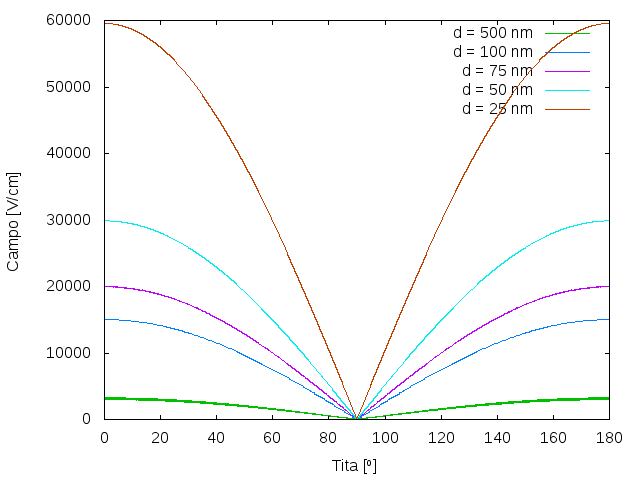 60000
50000
40000
30000
20000
10000
0
Campo [V/cm]
d = 500 nm
d = 100 nm
d = 75 nm
d = 50 nm
d = 25 nm
0 20 40 60 80 100 120 140 160 180
Tita [º]